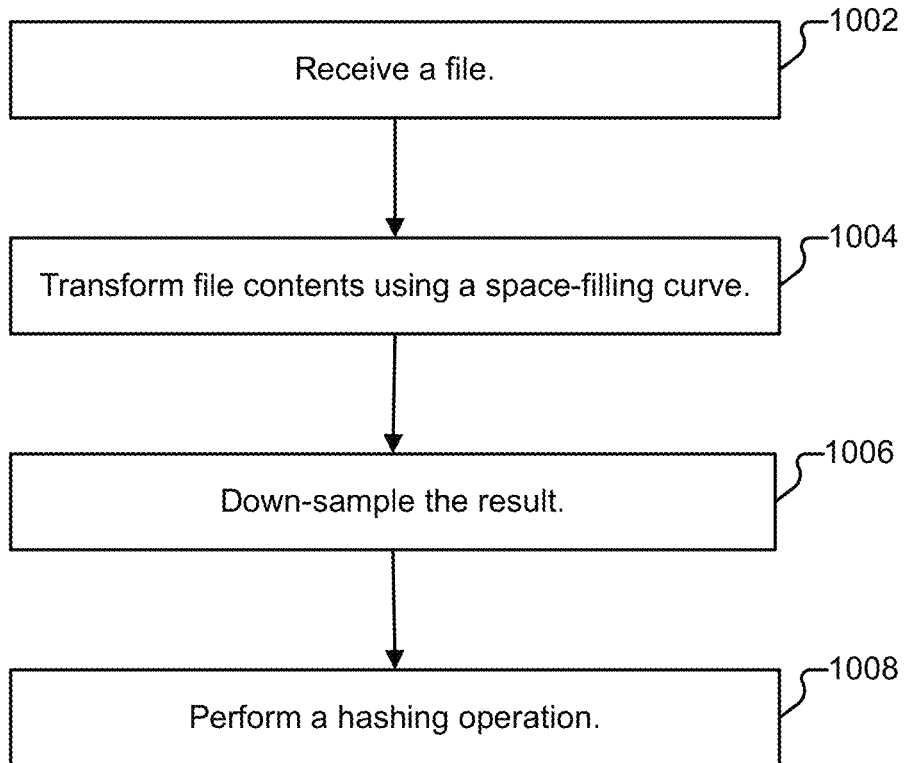 1002
Receive a file.
1004
Transform file contents using a space-filling curve.
1006
Down-sample the result.
1008
Perform a hashing operation.